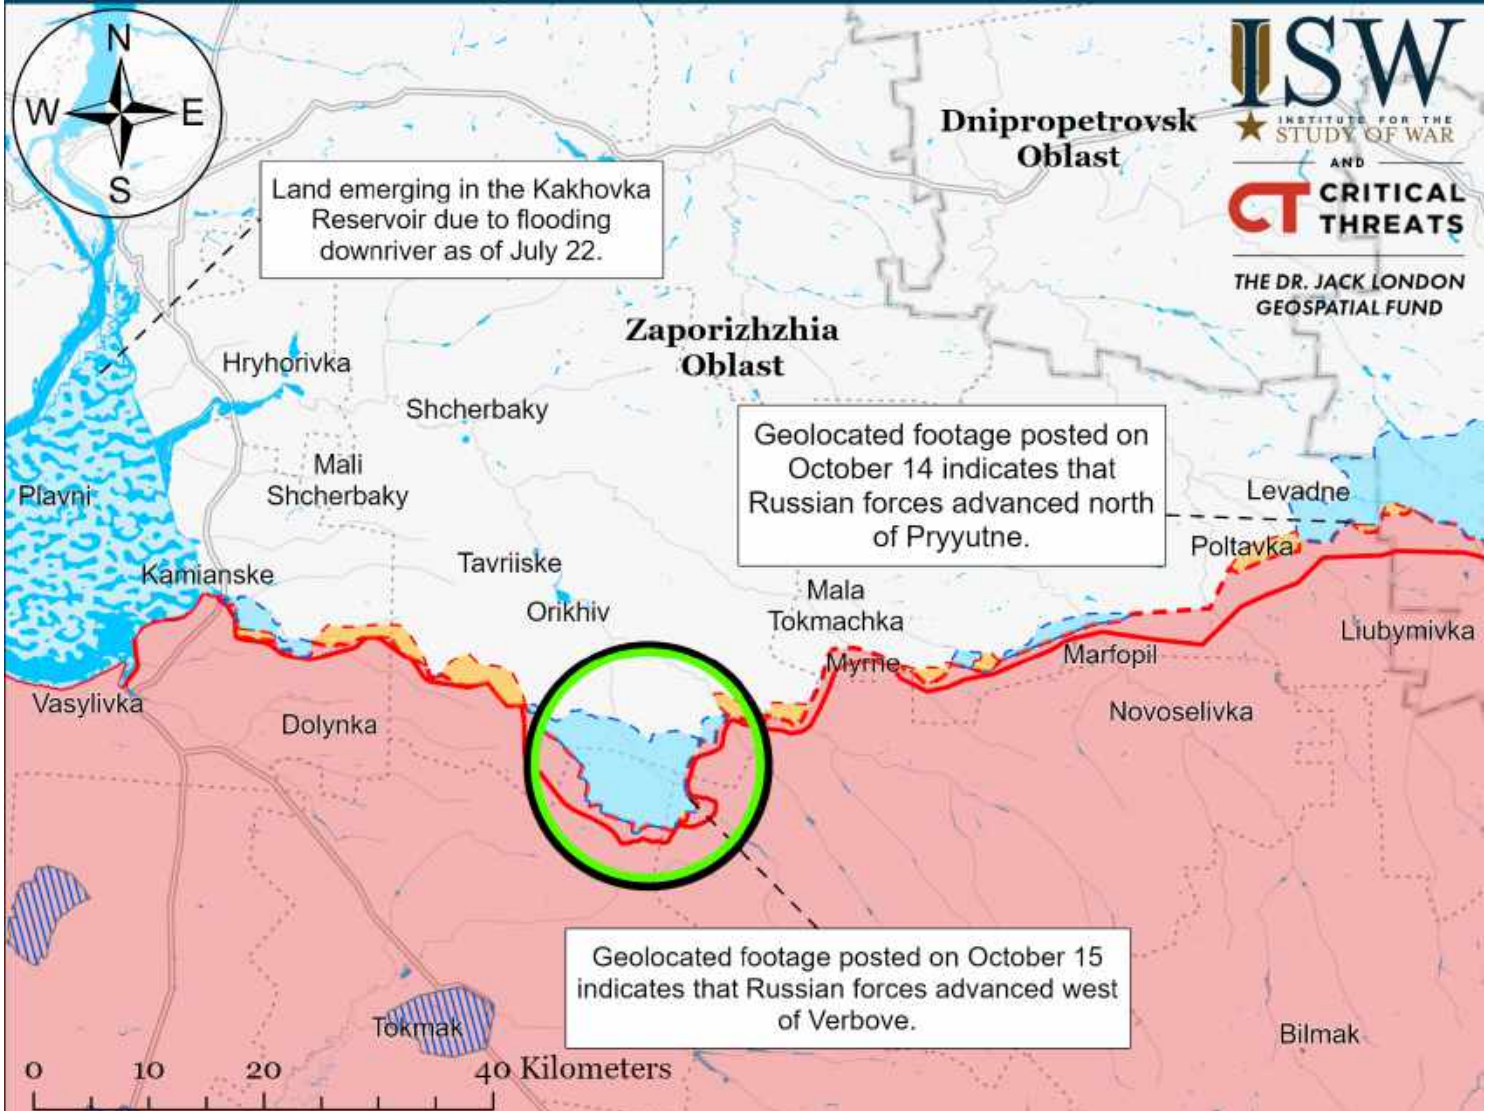 N
W
E
S
ISW
INSTITUTE FOR THE
STUDY OF WAR
AND
CT CRITICAL
THREATS
THE DR. JACK LONDON
GEOSPATIAL FUND
Dnipropetrovsk
Oblast
Land emerging in the Kakhovka
Reservoir due to flooding
downriver as of July 22.
Zaporizhzhia
Oblast
Hryhorivka
Shcherbaky
Mali
Shcherbaky
Plavni
Geolocated footage posted on
October 14 indicates that
Russian forces advanced north
of Pryyutne.
Levadne
Poltavka
Kamianske
Tavriiske
Orikhiv
Mala
Tokmachka
Myrne
Marfopil
Liubymivka
Vasylivka
Dolynka
Novoselivka
Geolocated footage posted on October 15
indicates that Russian forces advanced west
of Verbove.
Tokmak
Bilmak
0 10 20 40 Kilometers